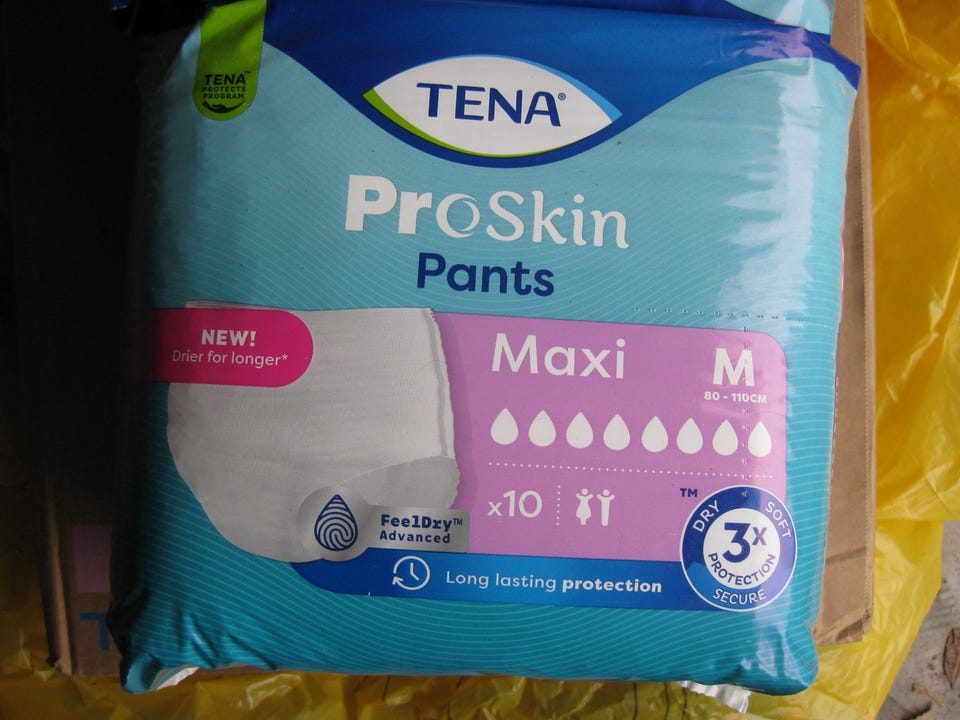 TENA™
PROTECTS
PROGRAM
TENA®
ProSkin
Pants
NEW!
Drier for longer*
Maxi
M
80 - 110CM
x10
FeelDry™
Advanced
™
DRY
SOFT
3x
PROTECTION
SECURE
Long lasting protection
T